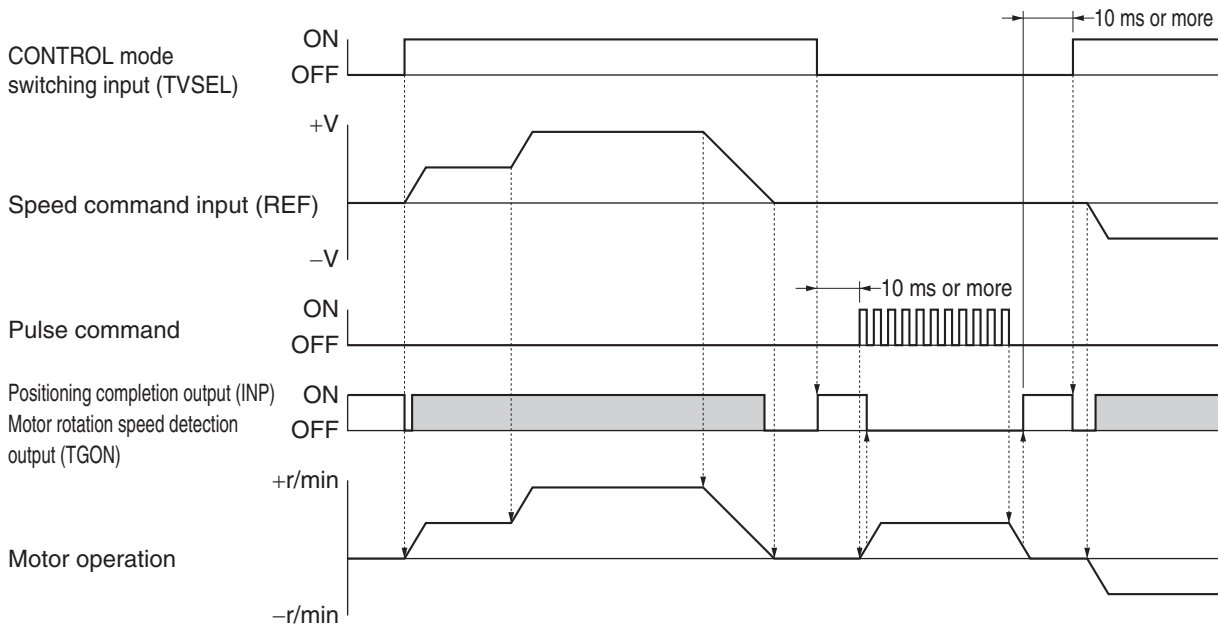 10 ms or more
CONTROL mode
switching input (TVSEL)
ON
OFF
+V
Speed command input (REF)
−V
10 ms or more
Pulse command
ON
OFF
Positioning completion output (INP)
Motor rotation speed detection
output (TGON)
ON
OFF
+r/min
Motor operation
−r/min